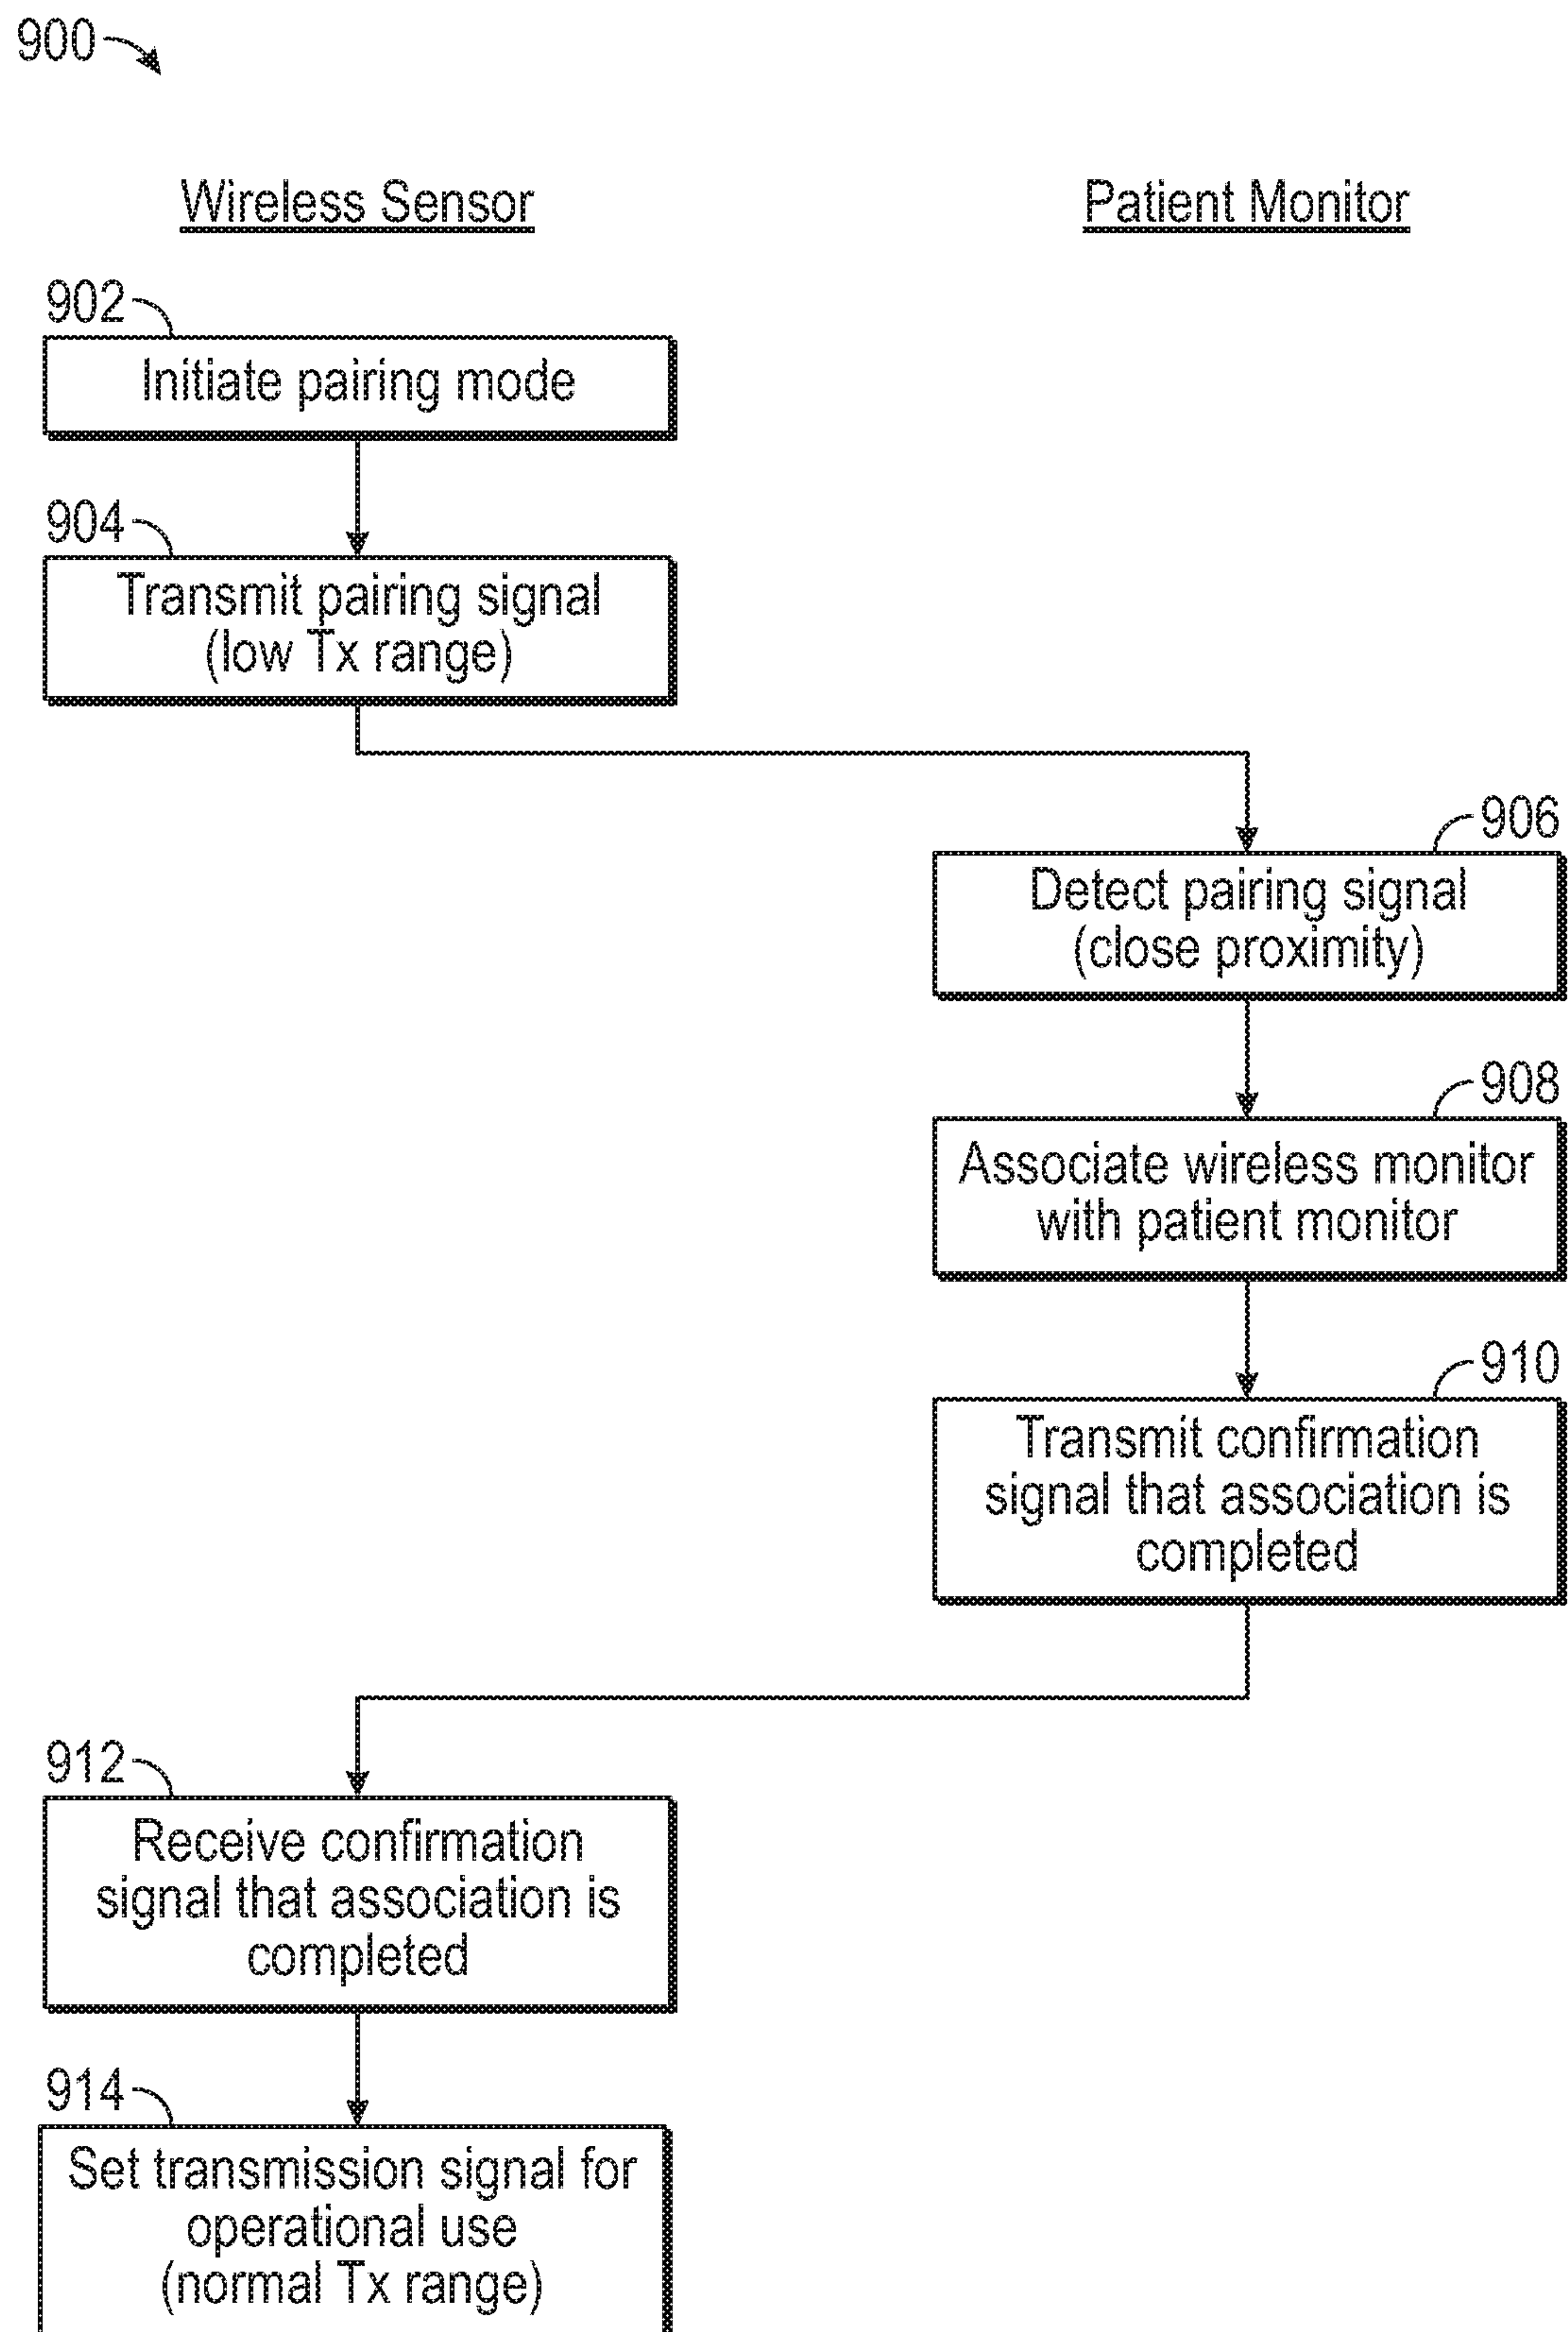 900
Wireless Sensor
Patient Monitor
902
Initiate pairing mode
904
Transmit pairing signal
(low Tx range)
906
Detect pairing signal
(close proximity)
908
Associate wireless monitor
with patient monitor
910
Transmit confirmation
signal that association is
completed
912
Receive confirmation
signal that association is
completed
914
Set transmission signal for
operational use
(normal Tx range)